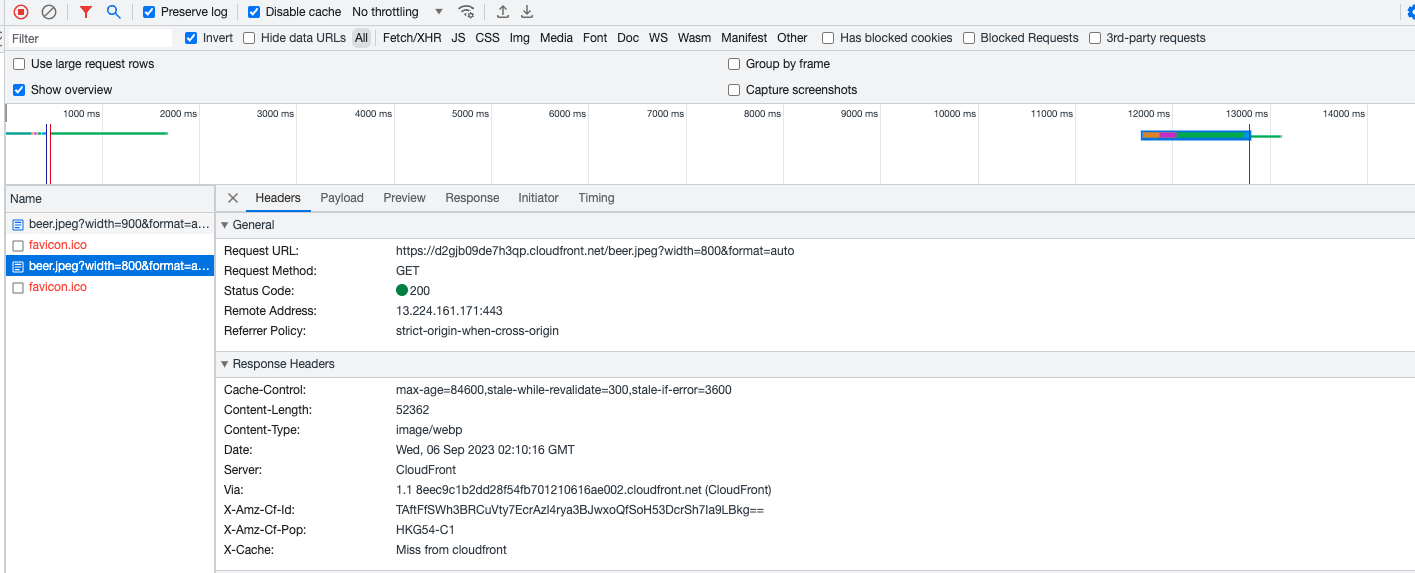 Preserve log Disable cache No throttling
Filter Invert Hide data URLs All Fetch/XHR JS CSS Img Media Font Doc WS Wasm Manifest Other Has blocked cookies Blocked Requests 3rd-party requests
Use large request rows Group by frame
Show overview Capture screenshots
1000 ms 2000 ms 3000 ms 4000 ms 5000 ms 6000 ms 7000 ms 8000 ms 9000 ms 10000 ms 11000 ms 12000 ms 13000 ms 14000 ms
Name Headers Payload Preview Response Initiator Timing
beer.jpeg?width=900&format=a...
favicon.ico
beer.jpeg?width=800&format=a...
favicon.ico
General
Request URL: https://d2gjb09de7h3qp.cloudfront.net/beer.jpeg?width=800&format=auto
Request Method: GET
Status Code: 200
Remote Address: 13.224.161.171:443
Referrer Policy: strict-origin-when-cross-origin
Response Headers
Cache-Control: max-age=84600,stale-while-revalidate=300,stale-if-error=3600
Content-Length: 52362
Content-Type: image/webp
Date: Wed, 06 Sep 2023 02:10:16 GMT
Server: CloudFront
Via: 1.1 8eec9c1b2dd28f54fb701210616ae002.cloudfront.net (CloudFront)
X-Amz-Cf-Id: TAftFfSWh3BRCuVty7EcrAzl4rya3BJwxoQfSoH53DcrSh7Ia9LBkg==
X-Amz-Cf-Pop: HKG54-C1
X-Cache: Miss from cloudfront